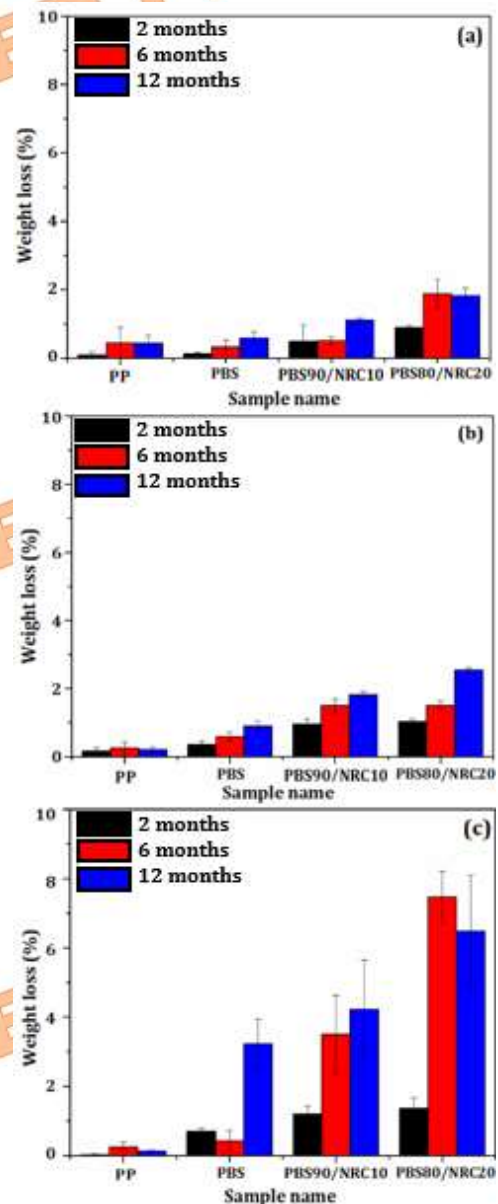 10
8
6
4
2
0
Weight loss (%)
2 months
6 months
12 months
(a)
PP PBS PBS90/NRC10 PBS80/NRC20
Sample name
10
8
6
4
2
0
Weight loss (%)
2 months
6 months
12 months
(b)
PP PBS PBS90/NRC10 PBS80/NRC20
Sample name
10
8
6
4
2
0
Weight loss (%)
2 months
6 months
12 months
(c)
PP PBS PBS90/NRC10 PBS80/NRC20
Sample name